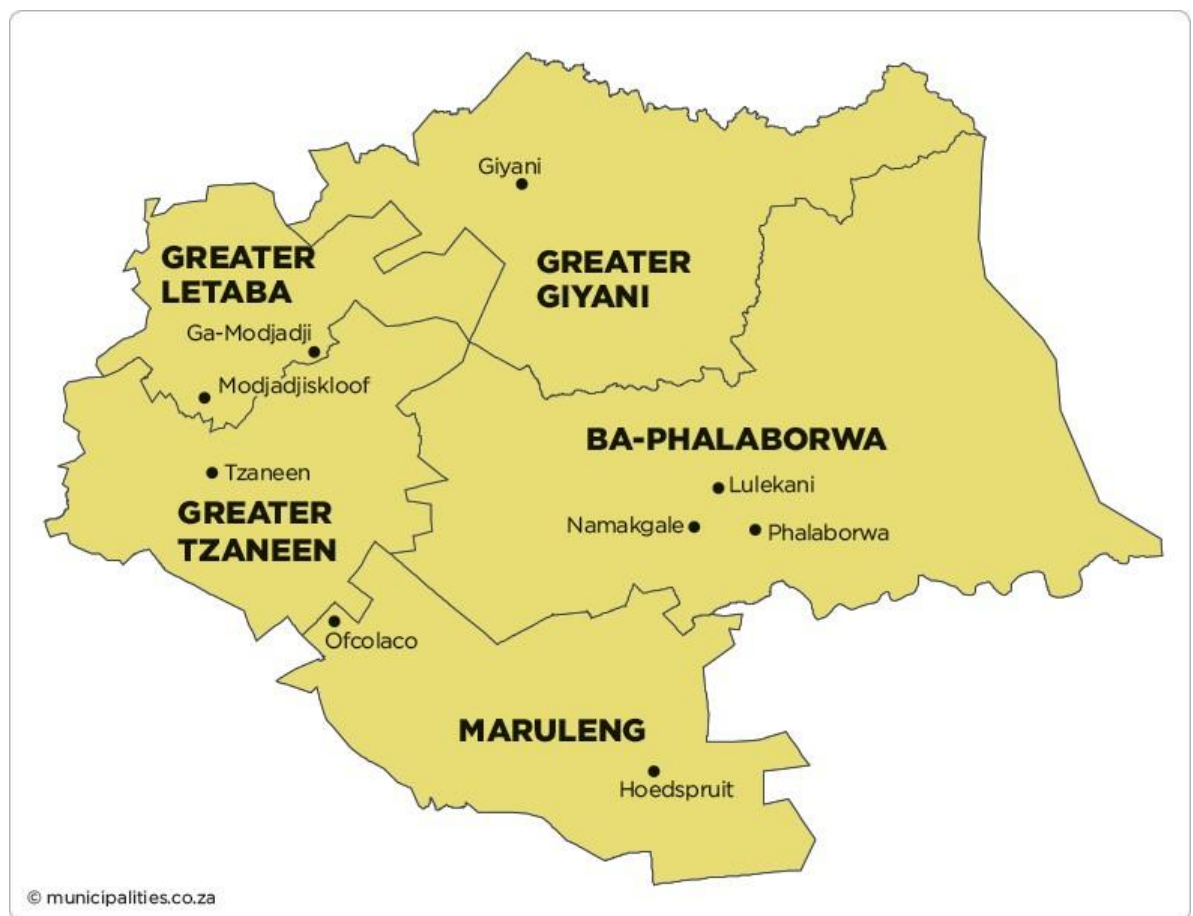 Giyani
GREATER
LETABA
GREATER
GIYANI
Ga-Modjadji
Modjadjiskloof
BA-PHALABORWA
Tzaneen
Lulekani
GREATER
TZANEEN
Namakgale
Phalaborwa
Ofcolaco
MARULENG
Hoedspruit
© municipalities.co.za